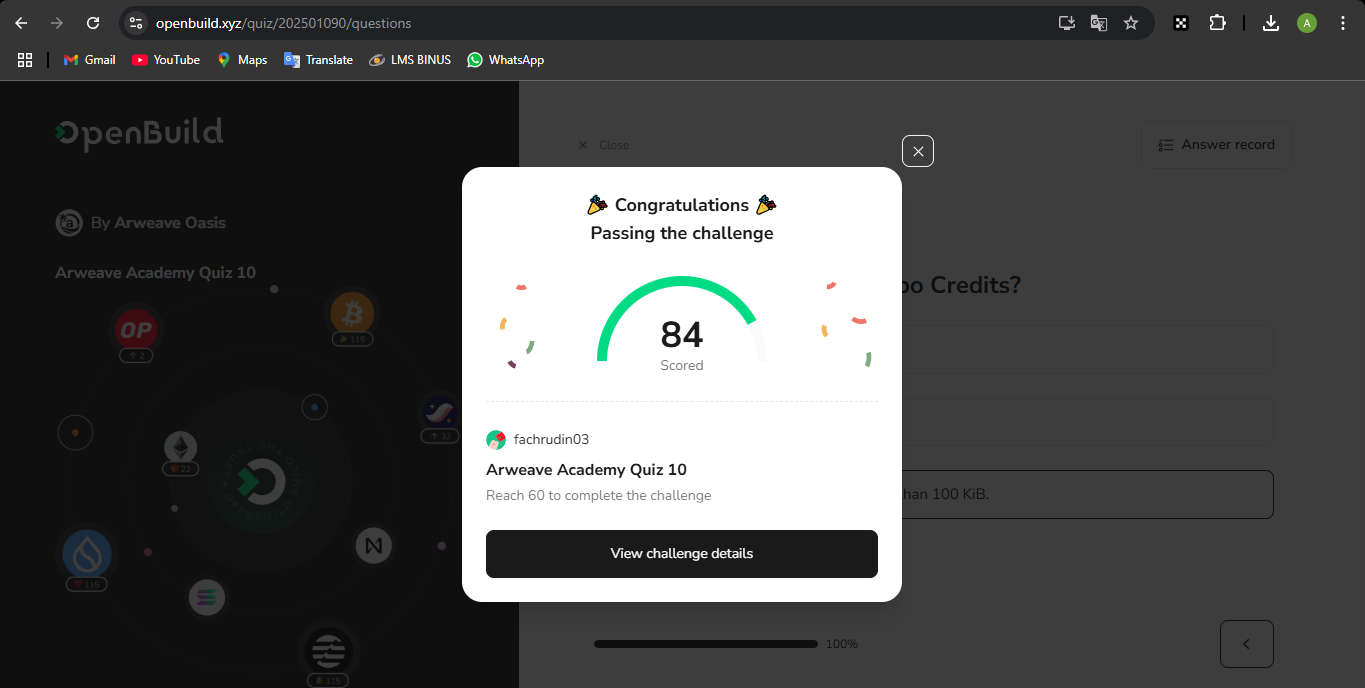 openbuild.xyz/quiz/202501090/questions
A
Gmail
YouTube
Maps
Translate
LMS BINUS
WhatsApp
OpenBuild
By Arweave Oasis
Arweave Academy Quiz 10
OP
2
115
32
22
115
115
Close
Answer record
oo Credits?
han 100 KiB.
100%
Congratulations
Passing the challenge
84
Scored
fachrudin03
Arweave Academy Quiz 10
Reach 60 to complete the challenge
View challenge details